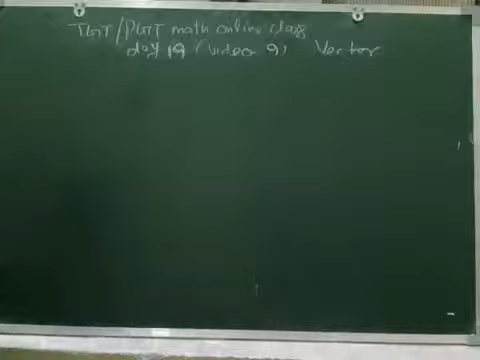 TGT/PGT math online class
day 19 (video 9) Vector